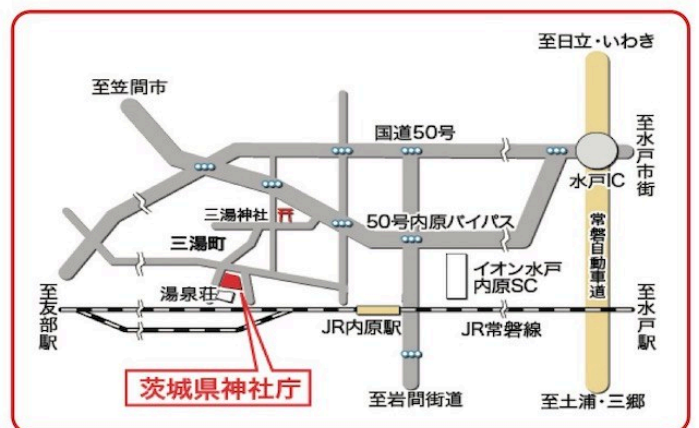 至日立・いわき
至笠間市
国道50号
至水戸市街
水戸IC
三湯神社
50号内原バイパス
三湯町
常磐自動車道
イオン水戸
内原SC
湯泉荘
至友部駅
JR内原駅
JR常磐線
至水戸駅
茨城県神社庁
至岩間街道
至土浦・三郷